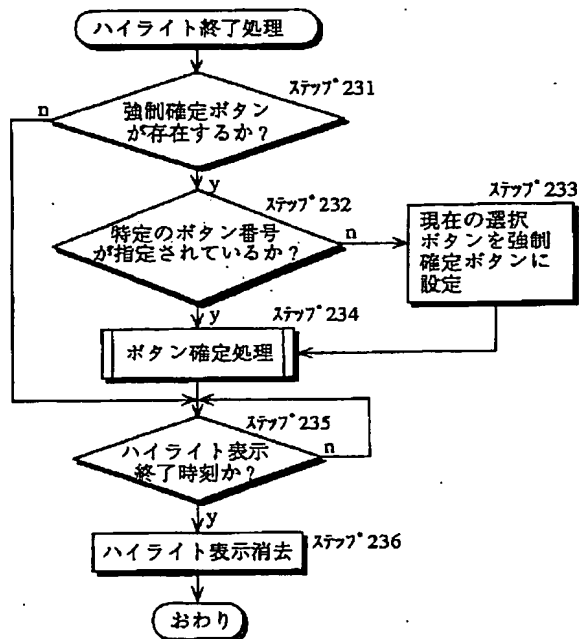 ハイライト終了処理
ステップ231
強制確定ボタン
が存在するか?
n
y
ステップ232
特定のボタン番号
が指定されているか?
n
y
ステップ233
現在の選択
ボタンを強制
確定ボタンに
設定
ステップ234
ボタン確定処理
ステップ235
ハイライト表示
終了時刻か?
n
y
ステップ236
ハイライト表示消去
おわり